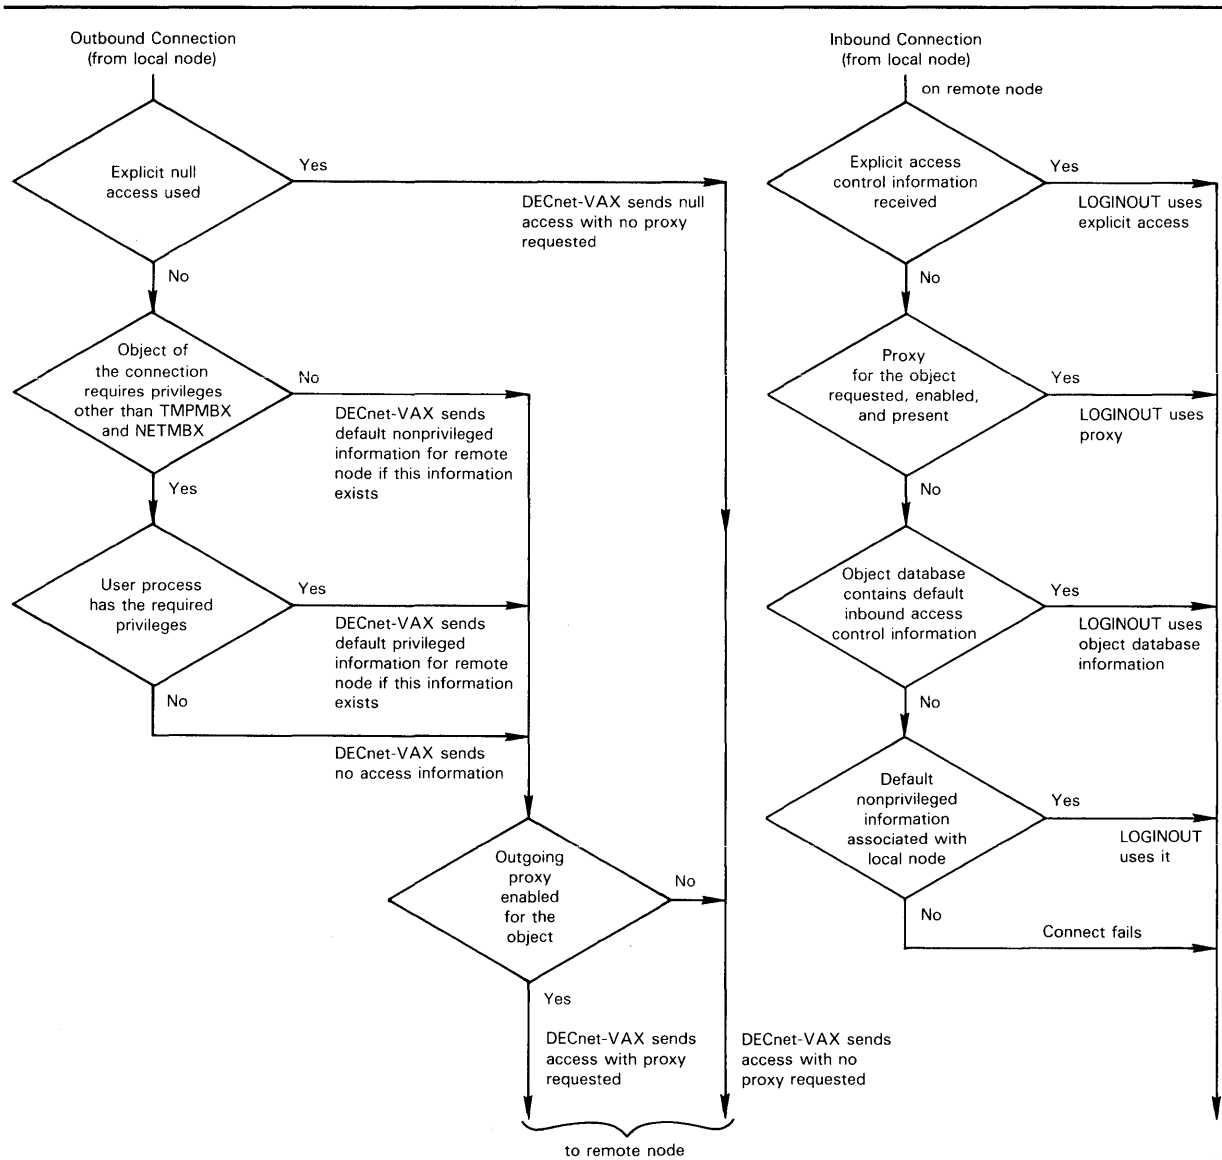 Outbound Connection
(from local node)
Explicit null
access used
Yes
DECnet-VAX sends null
access with no proxy
requested
No
Object of
the connection
requires privileges
other than TMPMBX
and NETMBX
No
DECnet-VAX sends
default nonprivileged
information for remote
node if this information
exists
Yes
User process
has the required
privileges
Yes
DECnet-VAX sends
default privileged
information for remote
node if this information
exists
No
DECnet-VAX sends
no access information
Outgoing
proxy
enabled
for the
object
No
Yes
DECnet-VAX sends
access with proxy
requested
DECnet-VAX sends
access with no
proxy requested
to remote node
Inbound Connection
(from local node)
on remote node
Explicit access
control information
received
Yes
LOGINOUT uses
explicit access
No
Proxy
for the object
requested, enabled,
and present
Yes
LOGINOUT uses
proxy
No
Object database
contains default
inbound access
control information
Yes
LOGINOUT uses
object database
information
No
Default
nonprivileged
information
associated with
local node
Yes
LOGINOUT
uses it
No
Connect fails